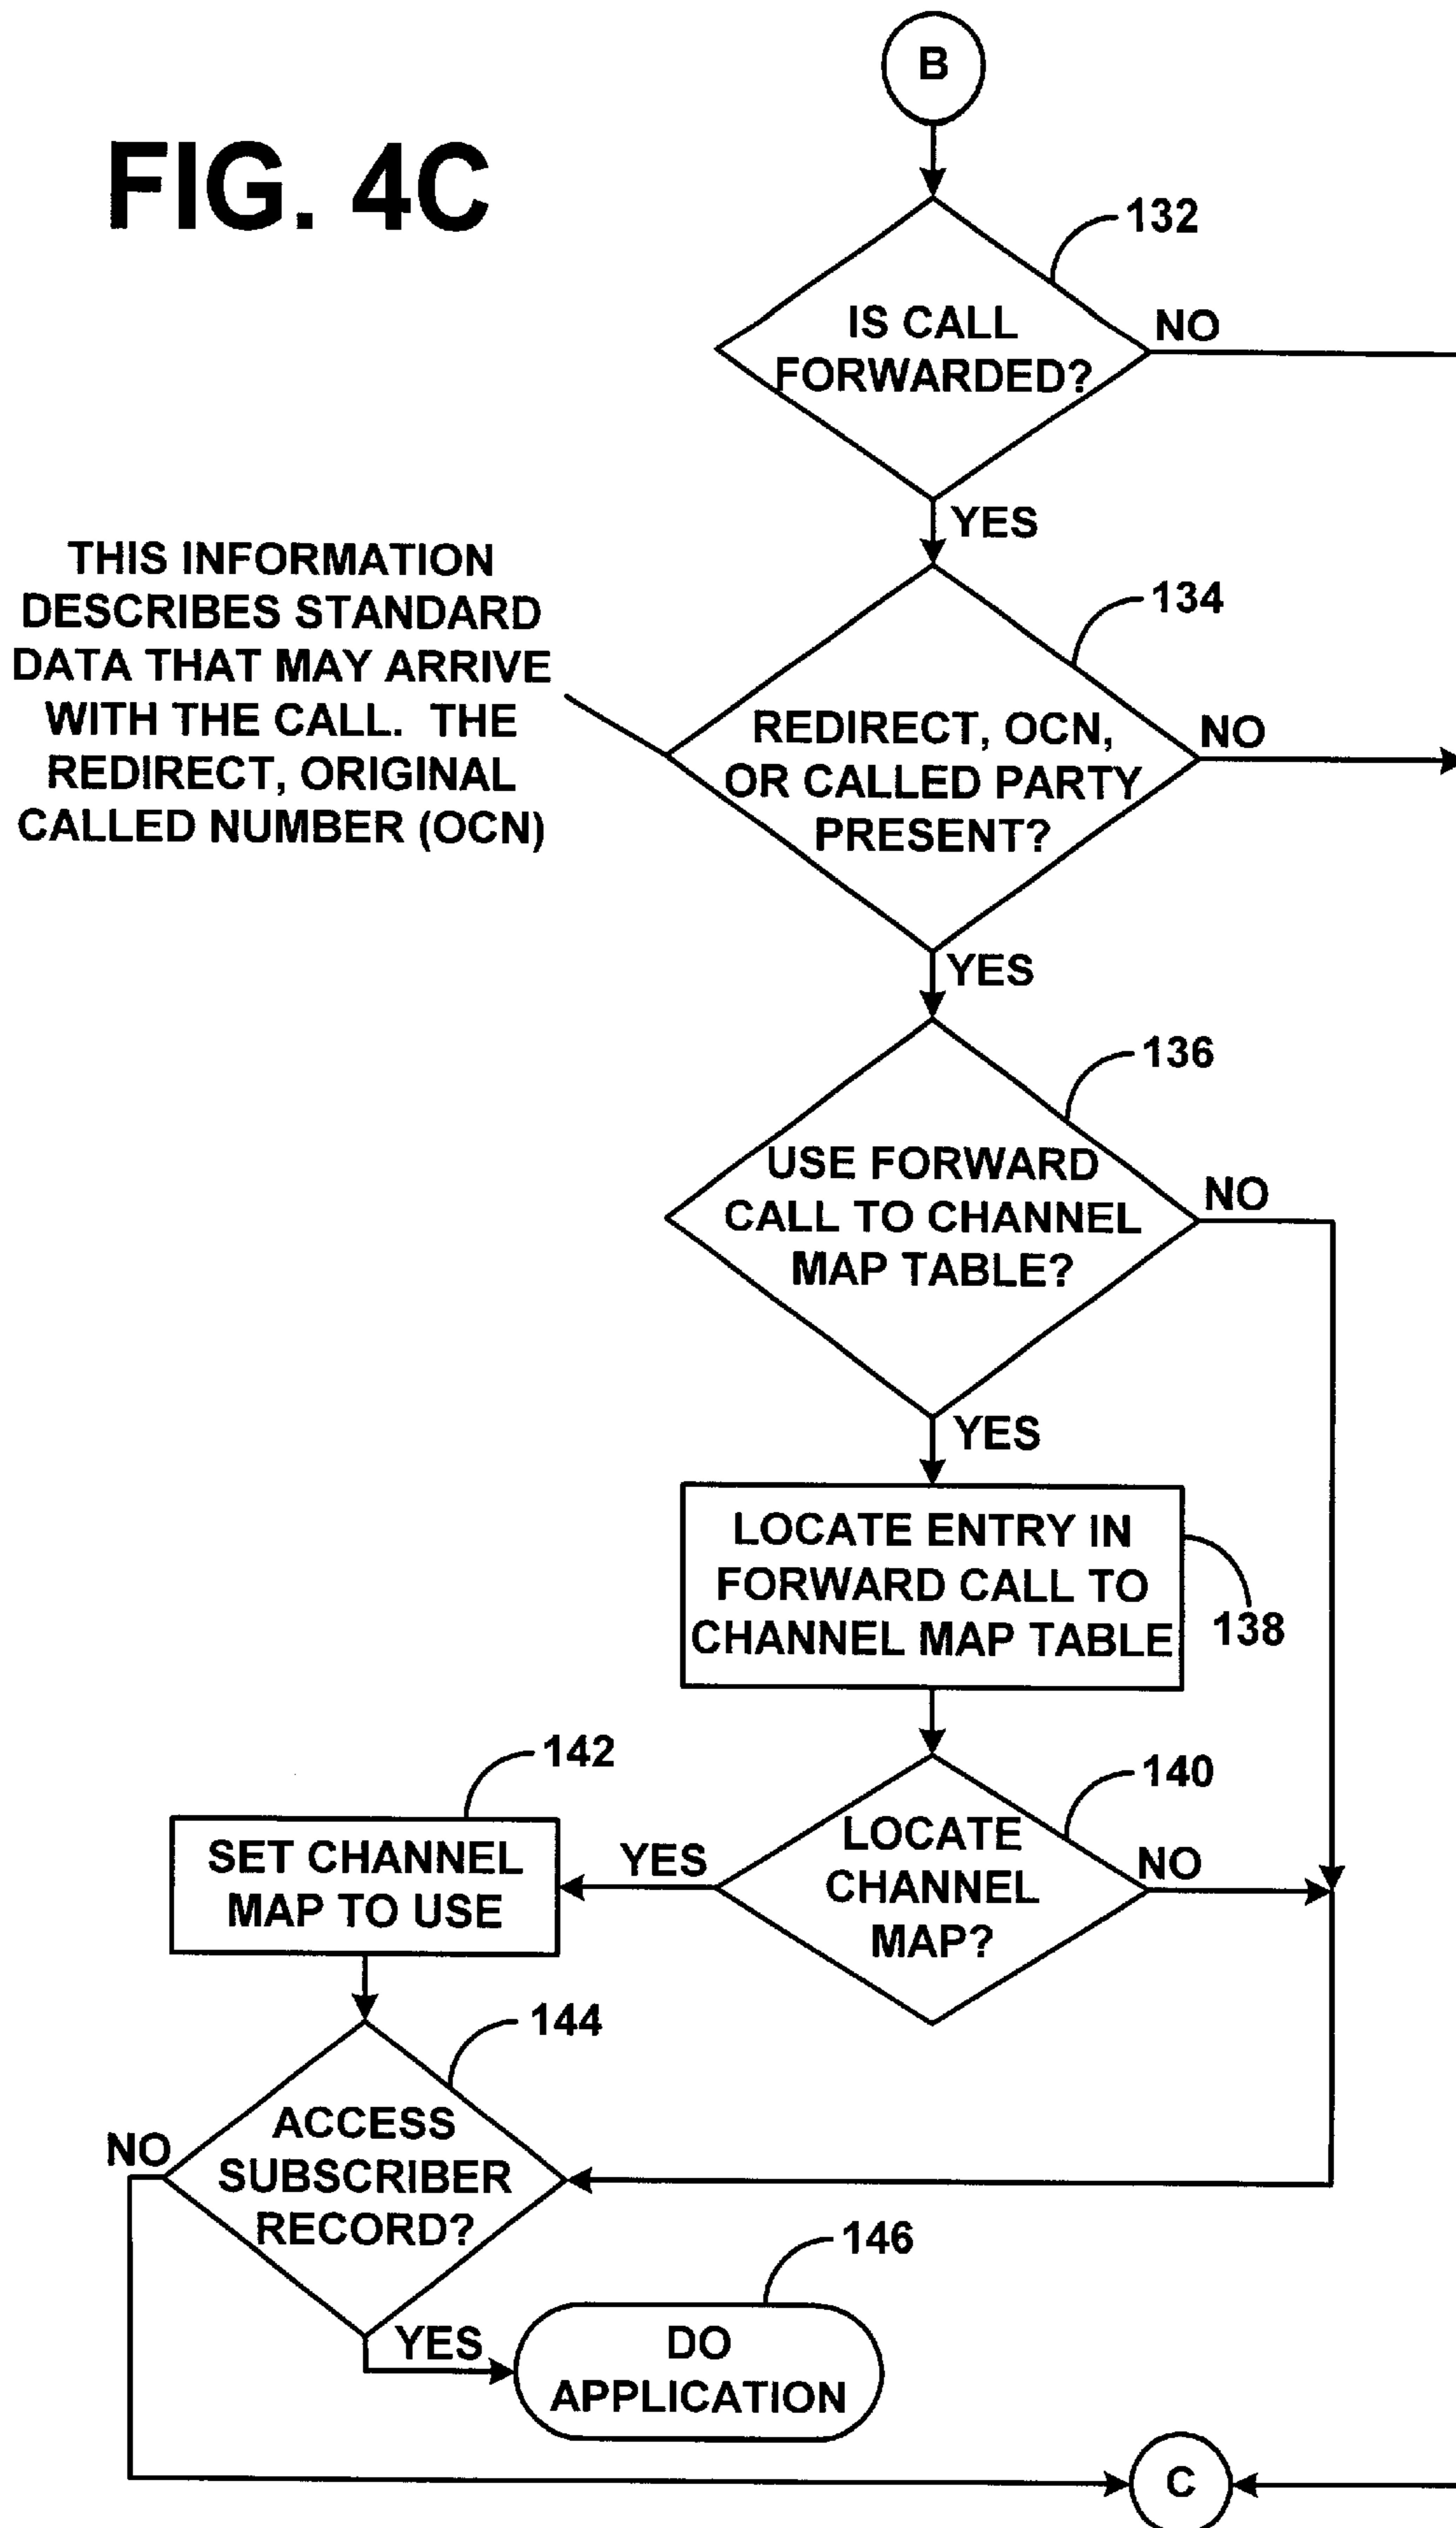 B
FIG. 4C
132
IS CALL
FORWARDED?
NO
YES
THIS INFORMATION
DESCRIBES STANDARD
DATA THAT MAY ARRIVE
WITH THE CALL.  THE
REDIRECT, ORIGINAL
CALLED NUMBER (OCN)
134
REDIRECT, OCN,
OR CALLED PARTY
PRESENT?
NO
YES
136
USE FORWARD
CALL TO CHANNEL
MAP TABLE?
NO
YES
LOCATE ENTRY IN
FORWARD CALL TO
CHANNEL MAP TABLE
138
140
LOCATE
CHANNEL
MAP?
YES
NO
142
SET CHANNEL
MAP TO USE
144
ACCESS
SUBSCRIBER
RECORD?
NO
YES
146
DO
APPLICATION
C